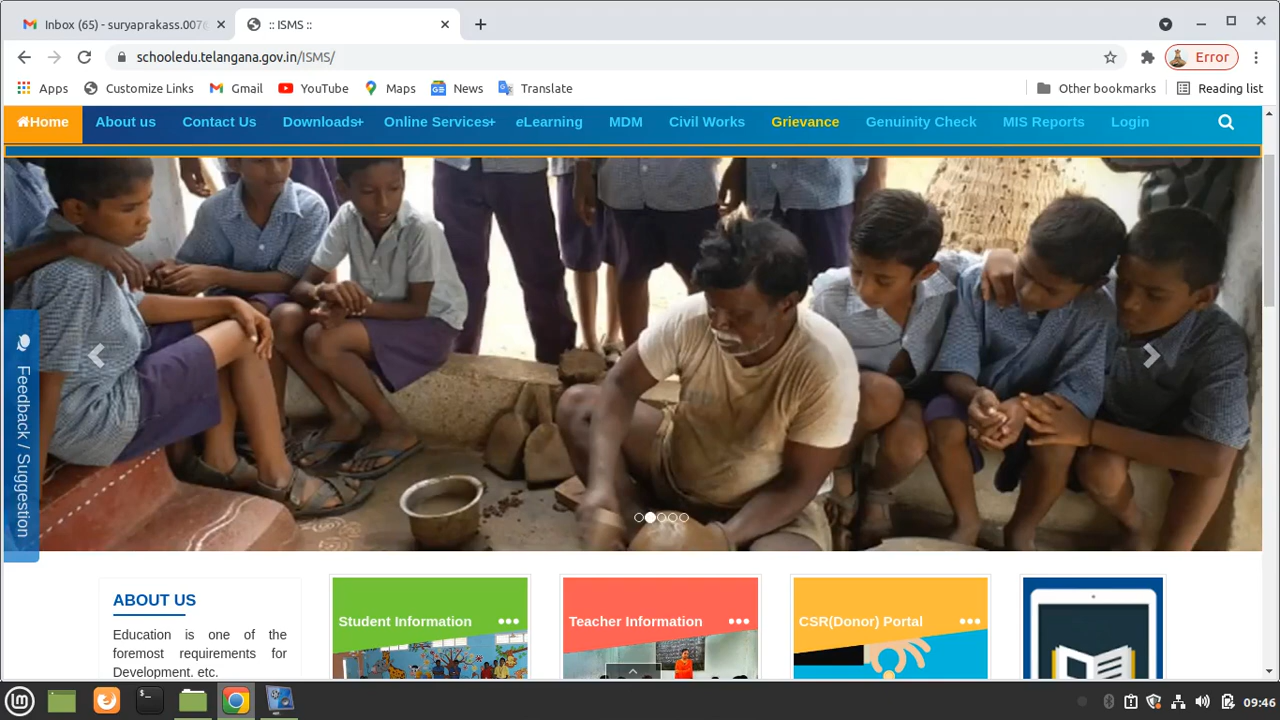 Inbox (65) - suryaprakass.007
:: ISMS ::
schooledu.telangana.gov.in/ISMS/
Error
Apps Customize Links Gmail YouTube Maps News Translate Other bookmarks Reading list
Home About us Contact Us Downloads+ Online Services+ eLearning MDM Civil Works Grievance Genuinity Check MIS Reports Login
Feedback / Suggestion
ABOUT US
Education is one of the
foremost requirements for
Development. etc.
Student Information
Teacher Information
CSR(Donor) Portal
09:46